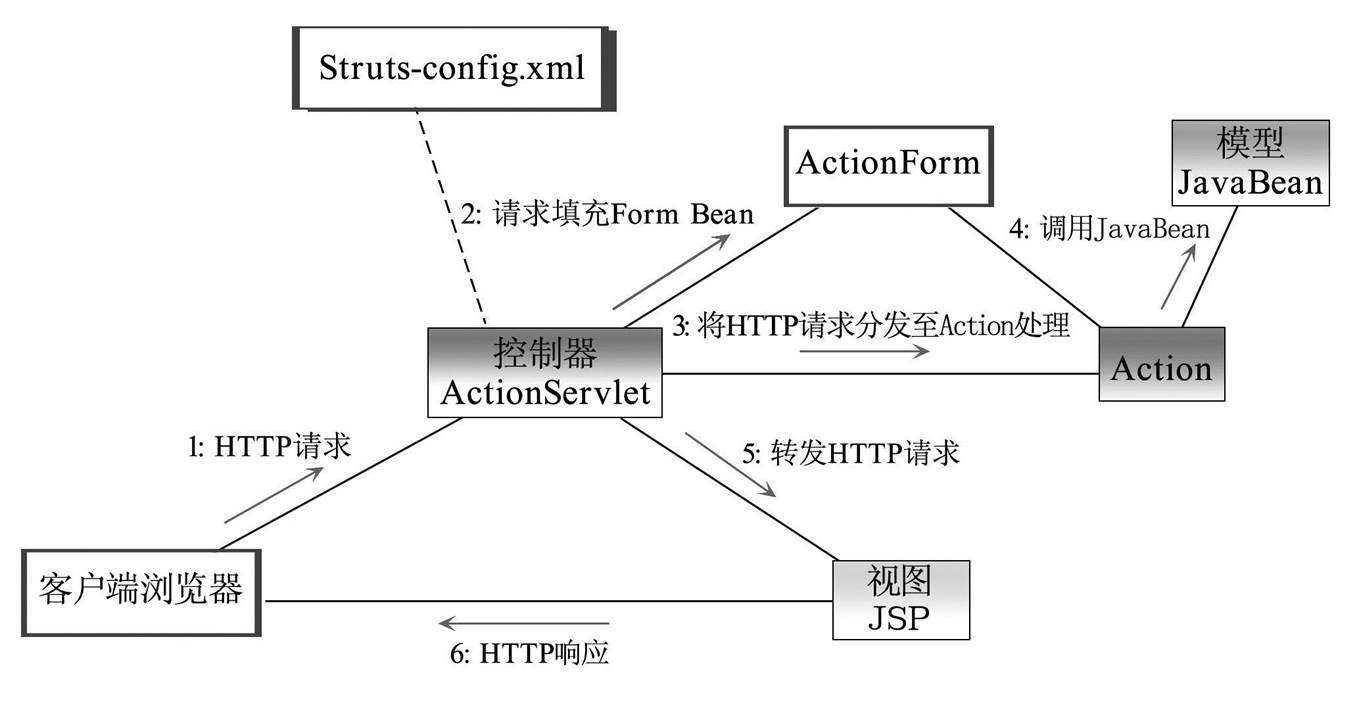 Struts-config.xml
ActionForm
模型
JavaBean
2: 请求填充Form Bean
4: 调用JavaBean
3: 将HTTP请求分发至Action处理
控制器
ActionServlet
Action
1: HTTP请求
5: 转发HTTP请求
客户端浏览器
视图
JSP
6: HTTP响应